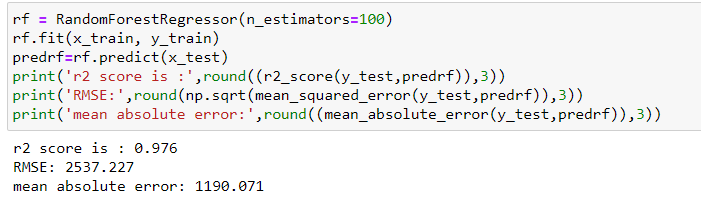 rf = RandomForestRegressor(n_estimators=100)
rf.fit(x_train, y_train)
predrf=rf.predict(x_test)
print('r2 score is :',round((r2_score(y_test,predrf)),3))
print('RMSE:',round(np.sqrt(mean_squared_error(y_test,predrf)),3))
print('mean absolute error:',round((mean_absolute_error(y_test,predrf)),3))
r2 score is : 0.976
RMSE: 2537.227
mean absolute error: 1190.071